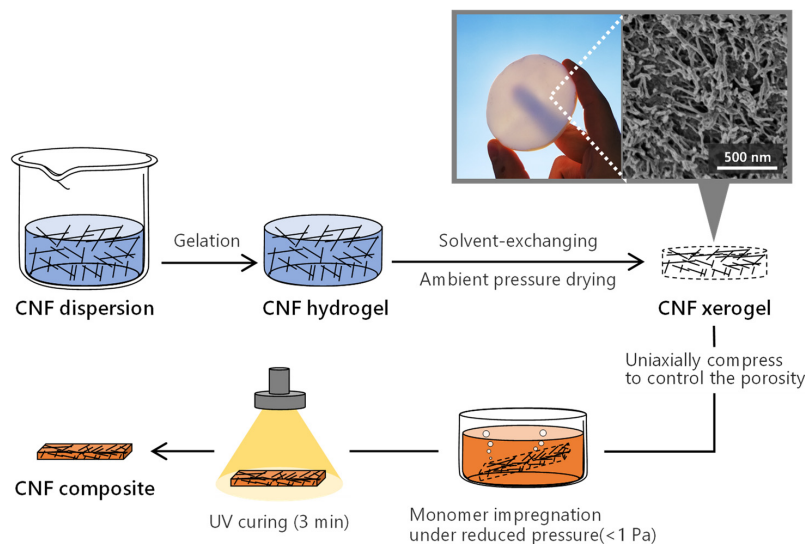 500 nm
Gelation
Solvent-exchanging
Ambient pressure drying
CNF dispersion
CNF hydrogel
CNF xerogel
Uniaxially compress
to control the porosity
CNF composite
UV curing (3 min)
Monomer impregnation
under reduced pressure(<1 Pa)